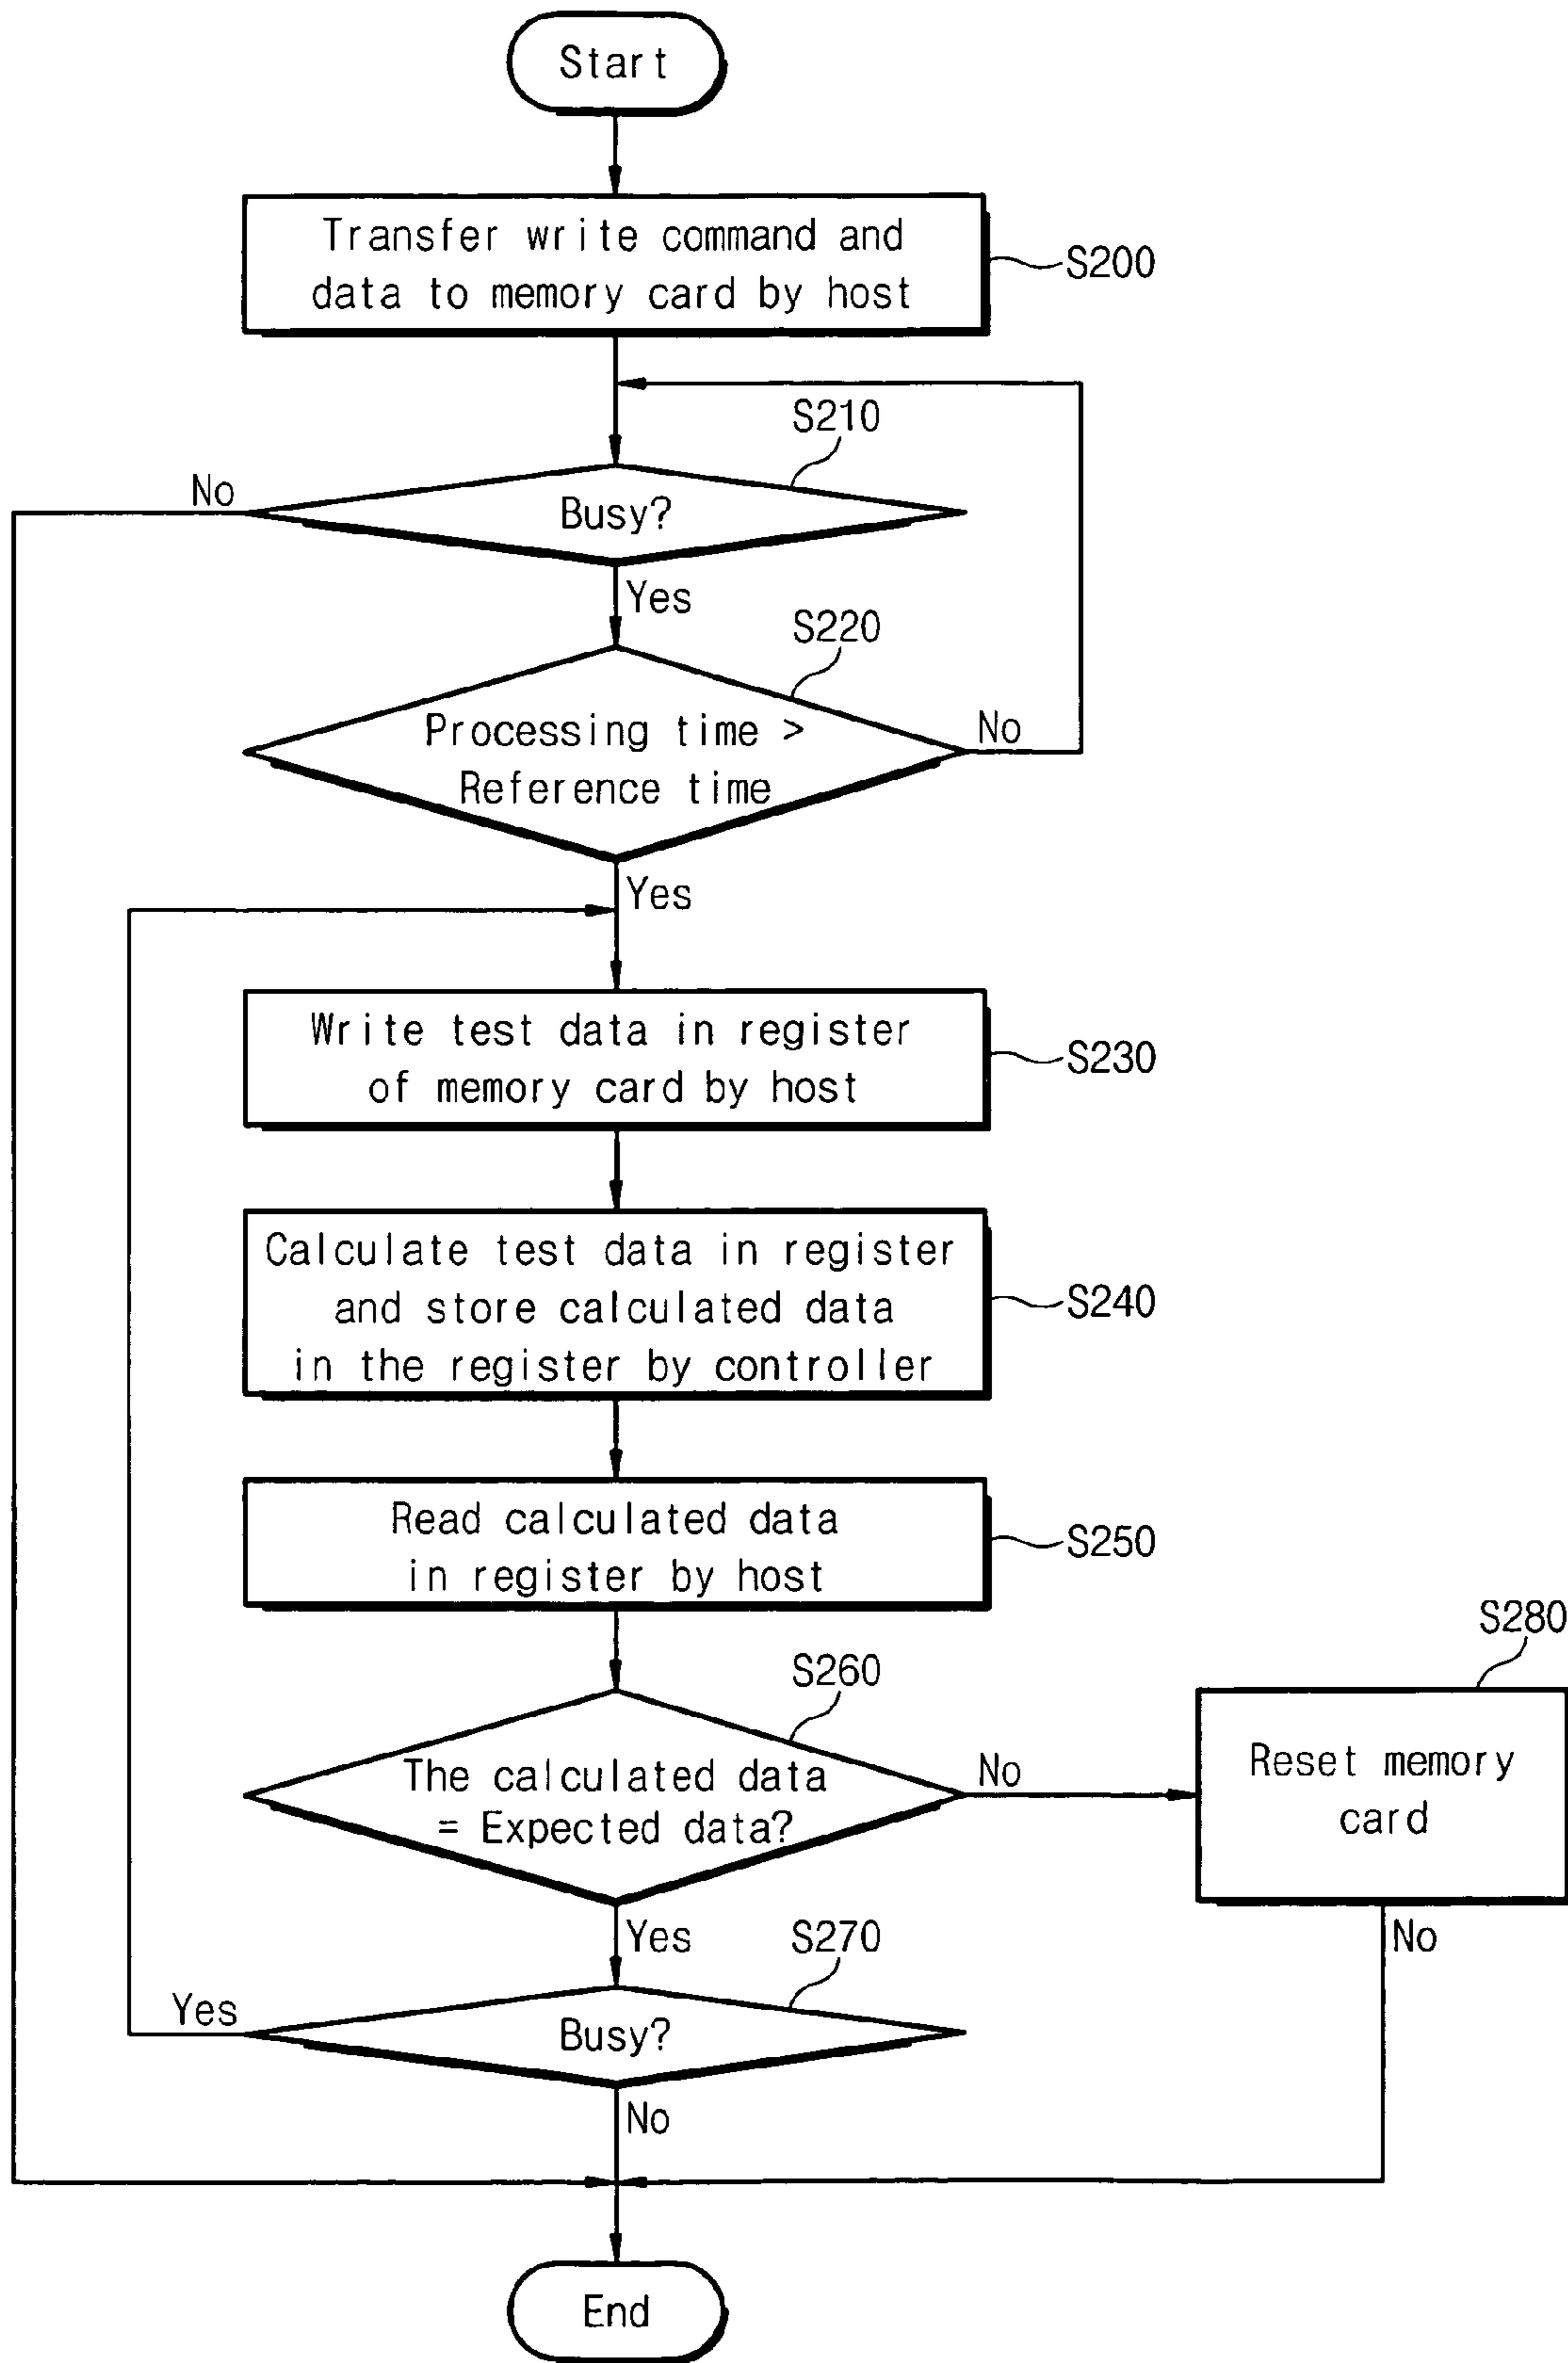 Start
Transfer write command and
data to memory card by host
S200
S210
No
Busy?
Yes
S220
Processing time >
Reference time
No
Yes
Write test data in register
of memory card by host
S230
Calculate test data in register
and store calculated data
in the register by controller
S240
Read calculated data
in register by host
S250
S280
S260
The calculated data
= Expected data?
No
Reset memory
card
Yes
S270
No
Yes
Busy?
No
End